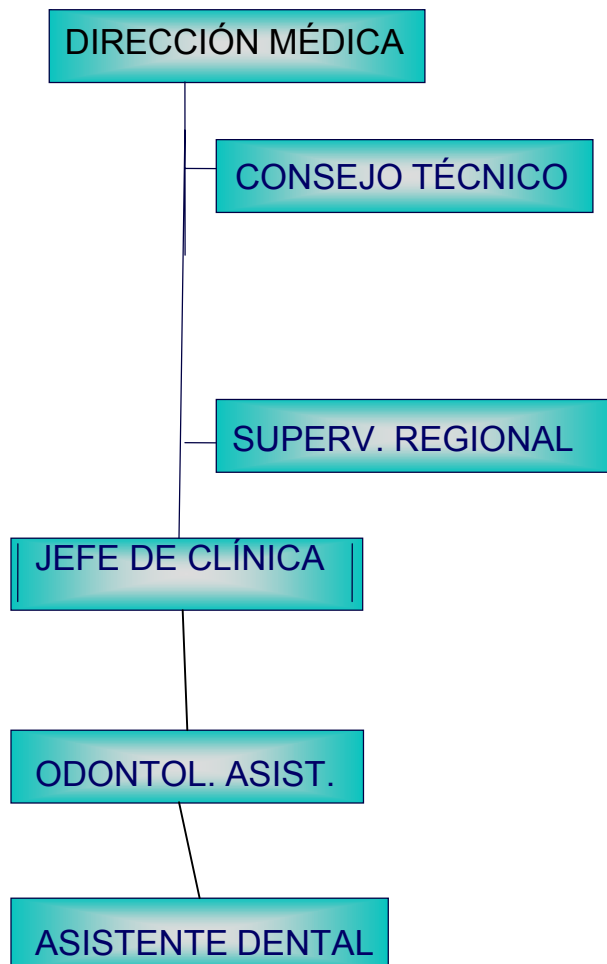 DIRECCIÓN MÉDICA
CONSEJO TÉCNICO
SUPERV. REGIONAL
JEFE DE CLÍNICA
ODONTOL. ASIST.
ASISTENTE DENTAL